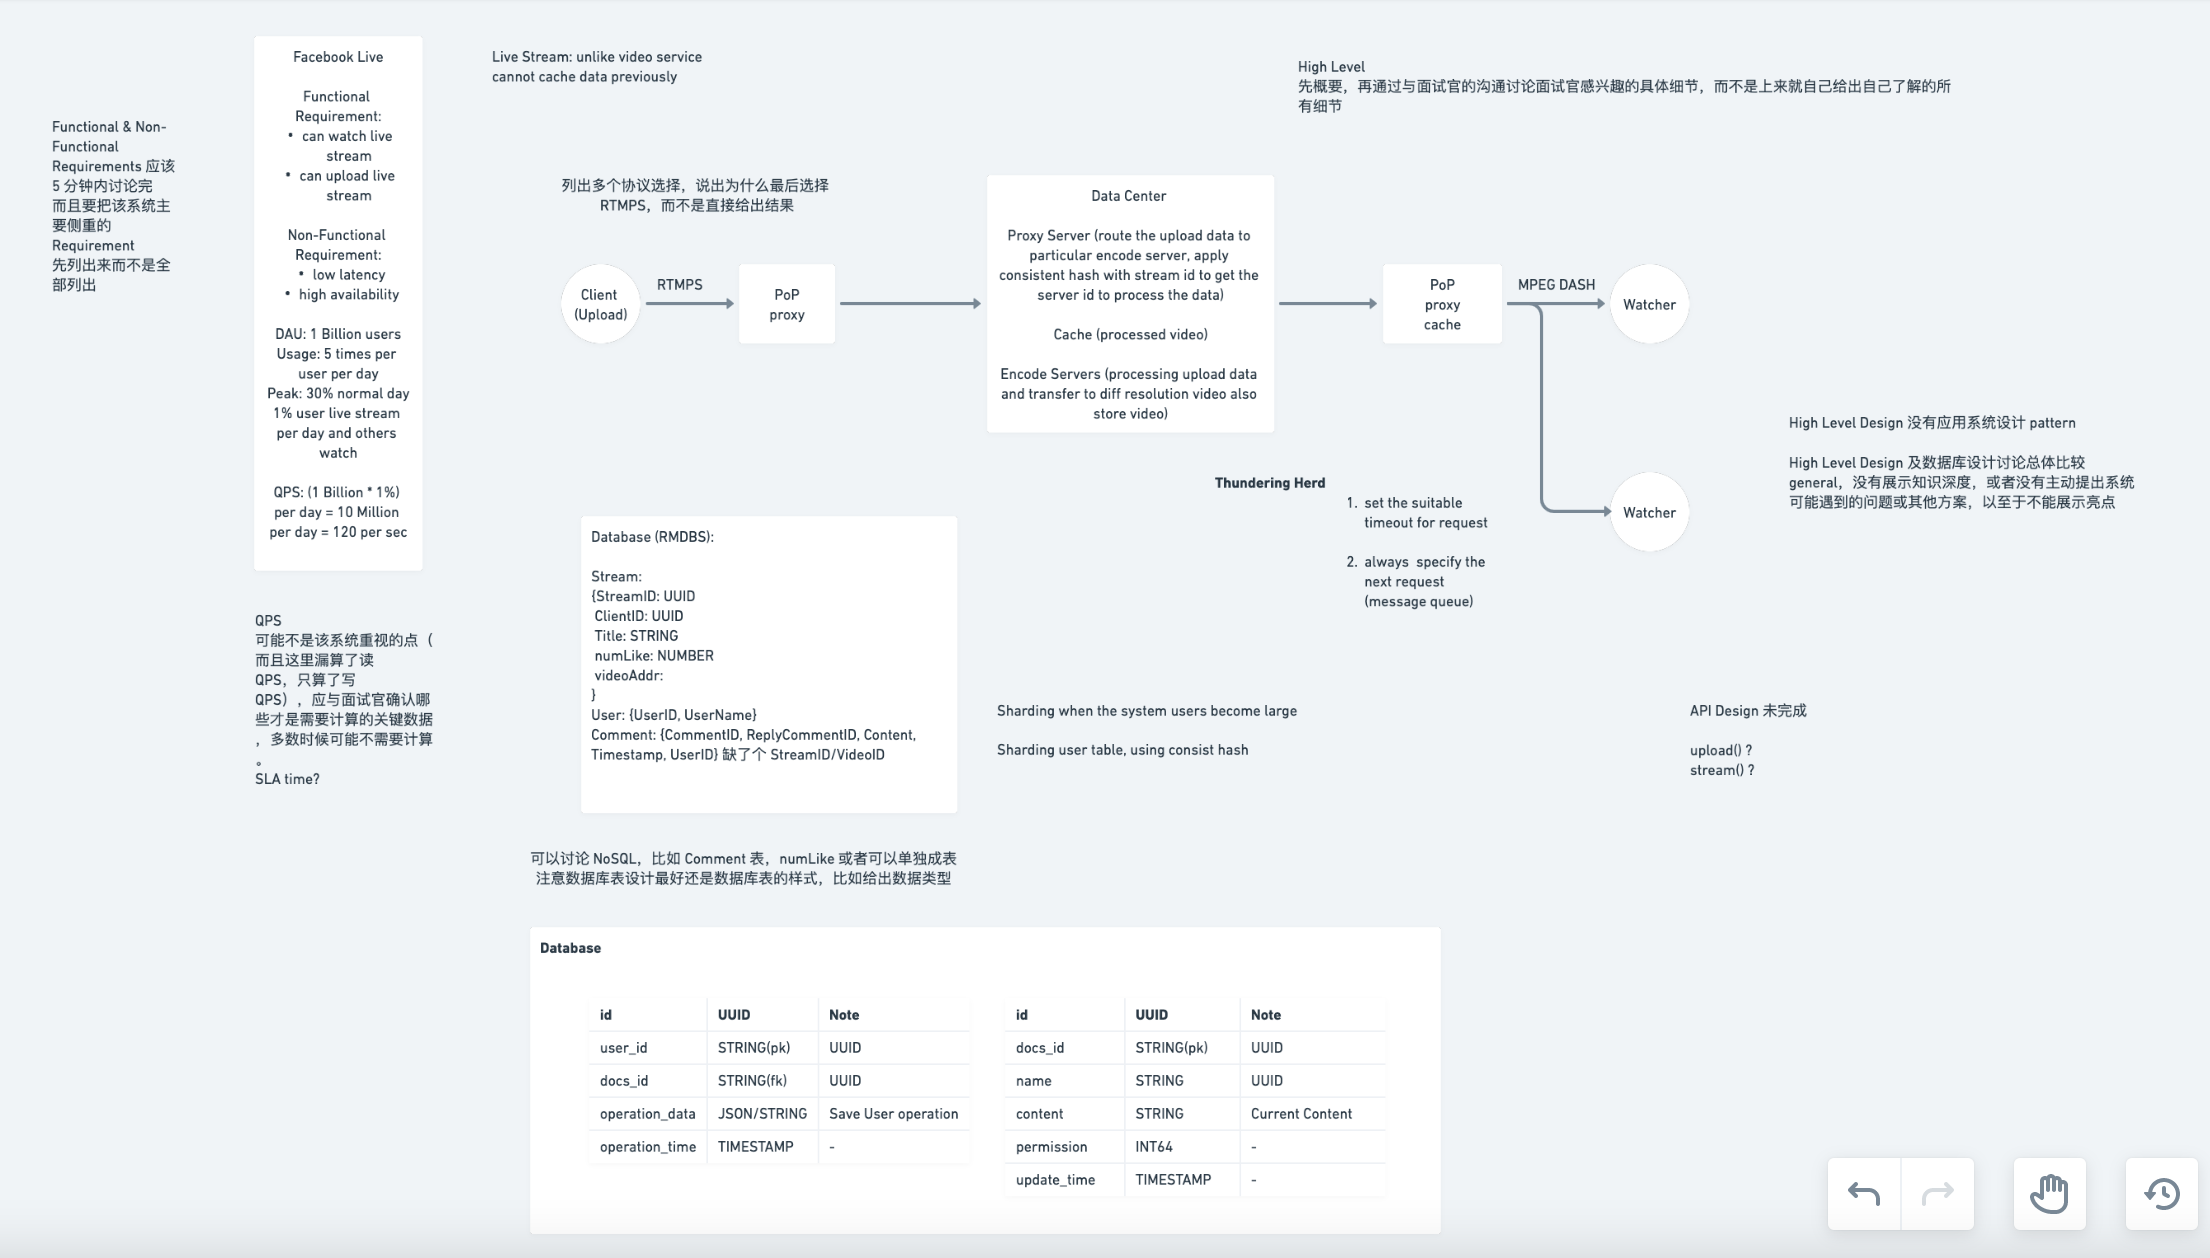 Functional & Non-
Functional
Requirements 应该
5 分钟内讨论完
而且要把该系统主
要侧重的
Requirement
先列出来而不是全
部列出
Facebook Live
Functional
Requirement:
• can watch live
stream
• can upload live
stream
Non-Functional
Requirement:
• low latency
• high availability
DAU: 1 Billion users
Usage: 5 times per
user per day
Peak: 30% normal day
1% user live stream
per day and others
watch
QPS: (1 Billion * 1%)
per day = 10 Million
per day = 120 per sec
QPS
可能不是该系统重视的点（
而且这里漏算了读
QPS，只算了写
QPS），应与面试官确认哪
些才是需要计算的关键数据
，多数时候可能不需要计算
。
SLA time?
Live Stream: unlike video service
cannot cache data previously
High Level
先概要，再通过与面试官的沟通讨论面试官感兴趣的具体细节，而不是上来就自己给出自己了解的所
有细节
列出多个协议选择，说出为什么最后选择
RTMPS，而不是直接给出结果
Client
(Upload)
RTMPS
PoP
proxy
Data Center
Proxy Server (route the upload data to
particular encode server, apply
consistent hash with stream id to get the
server id to process the data)
Cache (processed video)
Encode Servers (processing upload data
and transfer to diff resolution video also
store video)
PoP
proxy
cache
MPEG DASH
Watcher
Watcher
High Level Design 没有应用系统设计 pattern
High Level Design 及数据库设计讨论总体比较
general，没有展示知识深度，或者没有主动提出系统
可能遇到的问题或其他方案，以至于不能展示亮点
Thundering Herd
1. set the suitable
timeout for request
2. always  specify the
next request
(message queue)
Database (RMDBS):
Stream:
{StreamID: UUID
ClientID: UUID
Title: STRING
numLike: NUMBER
videoAddr:
}
User: {UserID, UserName}
Comment: {CommentID, ReplyCommentID, Content,
Timestamp, UserID} 缺了个 StreamID/VideoID
Sharding when the system users become large
Sharding user table, using consist hash
API Design 未完成
upload() ?
stream() ?
可以讨论 NoSQL，比如 Comment 表，numLike 或者可以单独成表
注意数据库表设计最好还是数据库表的样式，比如给出数据类型
Database
id UUID Note
user_id STRING(pk) UUID
docs_id STRING(fk) UUID
operation_data JSON/STRING Save User operation
operation_time TIMESTAMP -
id UUID Note
docs_id STRING(pk) UUID
name STRING UUID
content STRING Current Content
permission INT64 -
update_time TIMESTAMP -